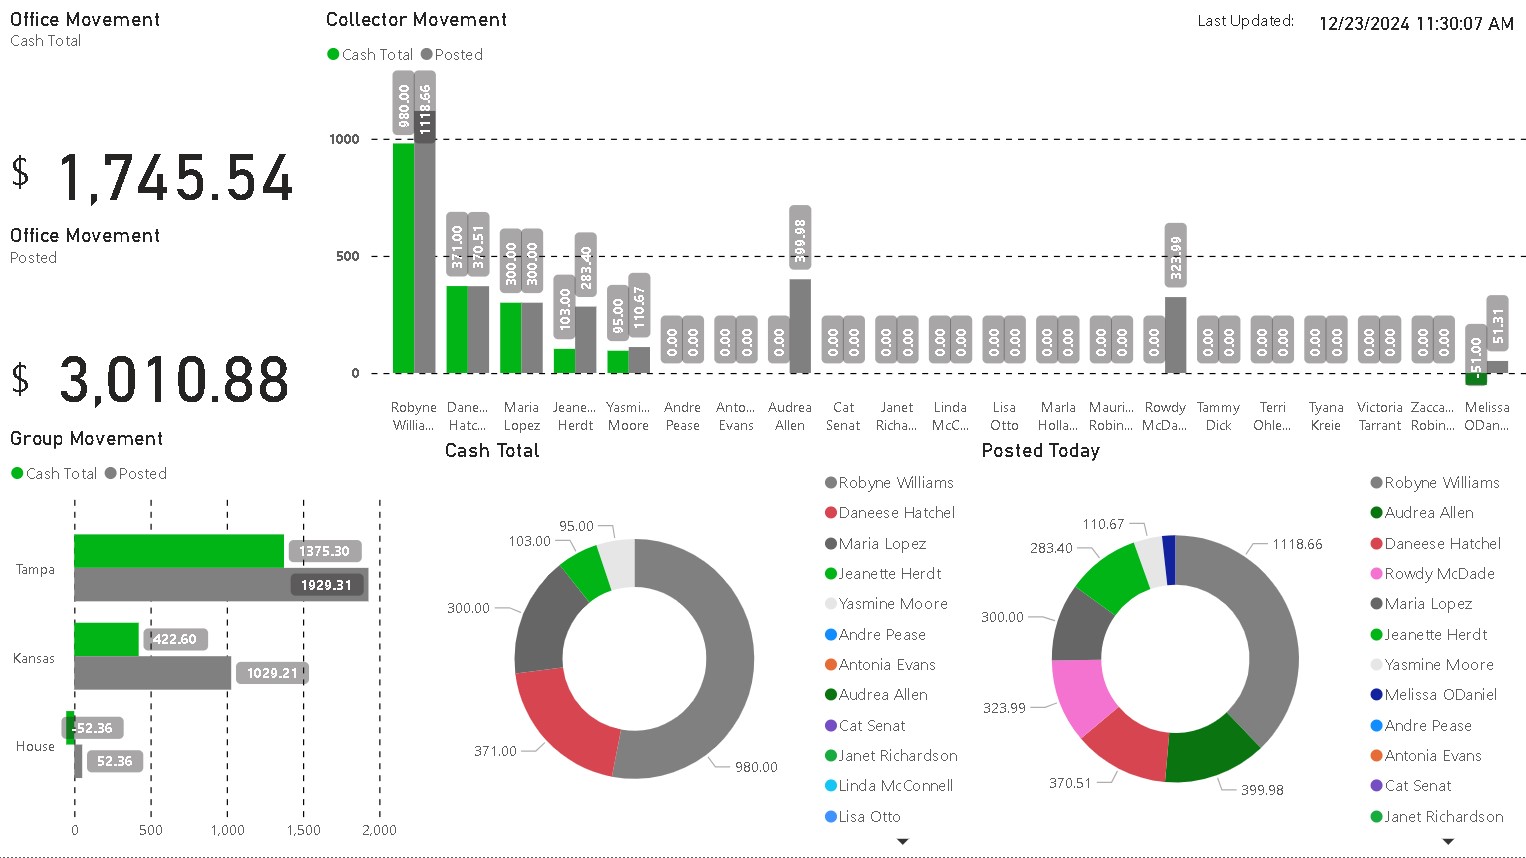 Office Movement
Cash Total
$ 1,745.54
Office Movement
Posted
$ 3,010.88
Collector Movement
Last Updated: 12/23/2024 11:30:07 AM
Cash Total Posted
1000
500
0
980.00 1118.66
371.00 370.51
300.00 300.00
103.00 283.40
95.00 110.67
0.00 0.00
0.00 0.00
0.00 399.98
0.00 0.00
0.00 0.00
0.00 0.00
0.00 0.00
0.00 0.00
0.00 0.00
0.00 323.99
0.00 0.00
0.00 0.00
0.00 0.00
0.00 0.00
0.00 0.00
-51.00 51.31
Robyne
Willia...
Dane...
Hatc...
Maria
Lopez
Jeane...
Herdt
Yasmi...
Moore
Andre
Pease
Anto...
Evans
Audrea
Allen
Cat
Senat
Janet
Richa...
Linda
McC...
Lisa
Otto
Marla
Holla...
Mauri...
Robin...
Rowdy
McDa...
Tammy
Dick
Terri
Ohle...
Tyana
Kreie
Victoria
Tarrant
Zacca...
Robin...
Melissa
ODan...
Group Movement
Cash Total Posted
Tampa
1375.30
1929.31
Kansas
422.60
1029.21
House
-52.36
52.36
0 500 1,000 1,500 2,000
Cash Total
95.00
103.00
300.00
371.00
980.00
Robyne Williams
Daneese Hatchel
Maria Lopez
Jeanette Herdt
Yasmine Moore
Andre Pease
Antonia Evans
Audrea Allen
Cat Senat
Janet Richardson
Linda McConnell
Lisa Otto
Posted Today
110.67
283.40
300.00
323.99
370.51
399.98
1118.66
Robyne Williams
Audrea Allen
Daneese Hatchel
Rowdy McDade
Maria Lopez
Jeanette Herdt
Yasmine Moore
Melissa ODaniel
Andre Pease
Antonia Evans
Cat Senat
Janet Richardson